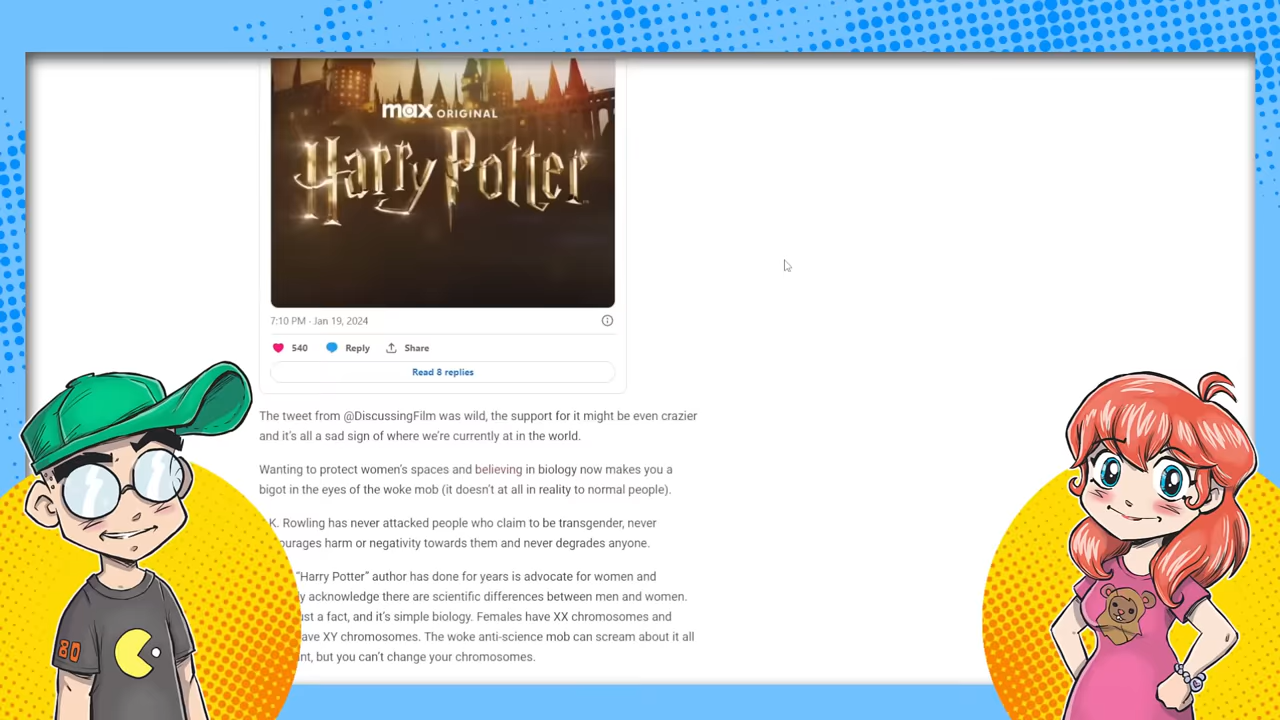 max ORIGINAL
Harry Potter
7:10 PM · Jan 19, 2024
540 Reply Share
Read 8 replies
The tweet from @DiscussingFilm was wild, the support for it might be even crazier
and it's all a sad sign of where we're currently at in the world.
Wanting to protect women's spaces and believing in biology now makes you a
bigot in the eyes of the woke mob (it doesn't at all in reality to normal people).
K. Rowling has never attacked people who claim to be transgender, never
ourages harm or negativity towards them and never degrades anyone.
"Harry Potter" author has done for years is advocate for women and
y acknowledge there are scientific differences between men and women.
ust a fact, and it's simple biology. Females have XX chromosomes and
ave XY chromosomes. The woke anti-science mob can scream about it all
nt, but you can't change your chromosomes.
80